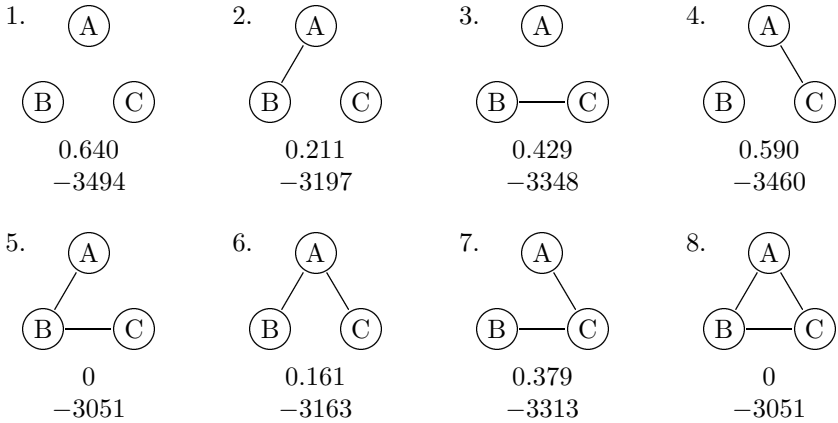 1. A 2. A 3. A 4. A
B C B C B C B C
0.640 0.211 0.429 0.590
−3494 −3197 −3348 −3460
5. A 6. A 7. A 8. A
B C B C B C B C
0 0.161 0.379 0
−3051 −3163 −3313 −3051